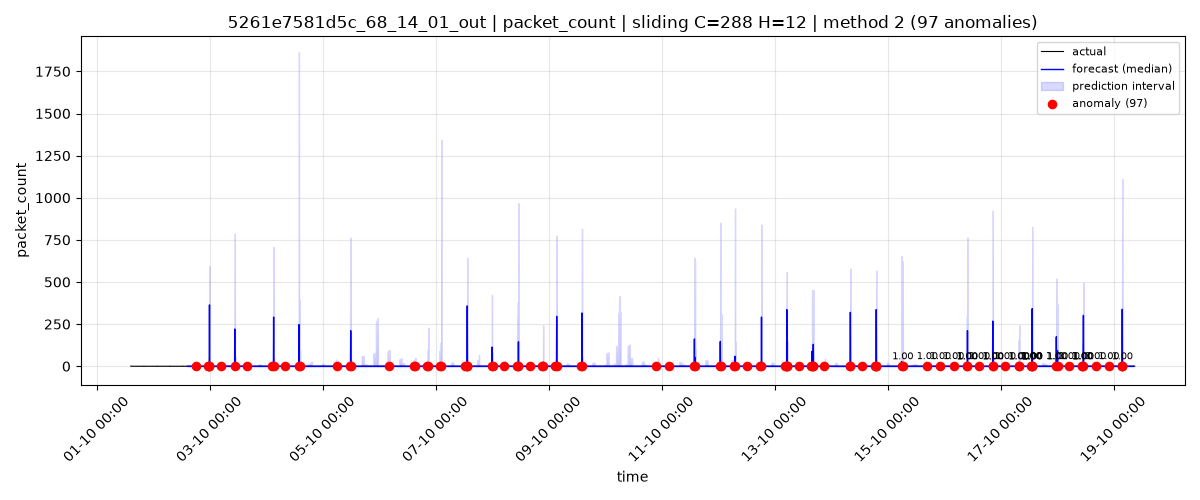 5261e7581d5c_68_14_01_out | packet_count | sliding C=288 H=12 | method 2 (97 anomalies)
actual
forecast (median)
prediction interval
anomaly (97)
packet_count
1750
1500
1250
1000
750
500
250
0
1.00
01-10 00:00
03-10 00:00
05-10 00:00
07-10 00:00
09-10 00:00
11-10 00:00
13-10 00:00
15-10 00:00
17-10 00:00
19-10 00:00
time